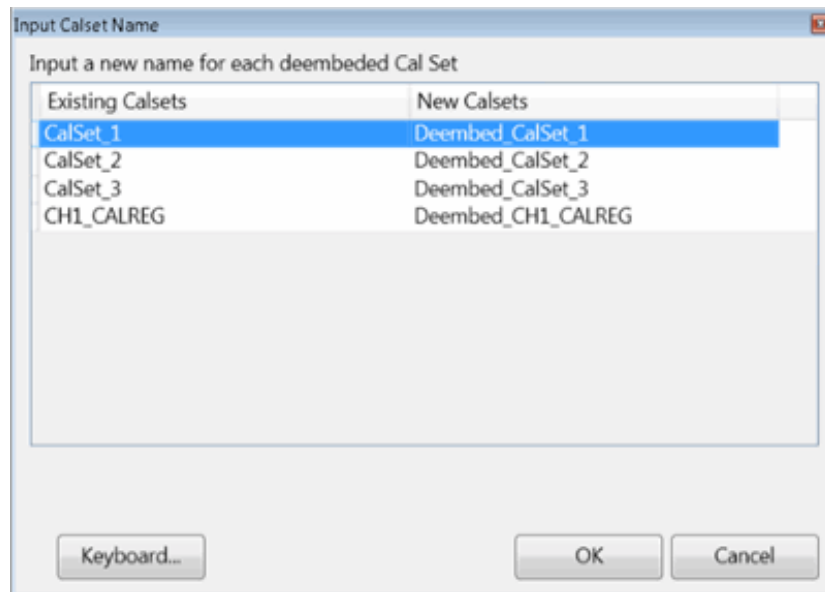 Input Calset Name
Input a new name for each deembeded Cal Set
Existing Calsets New Calsets
CalSet_1 Deembed_CalSet_1
CalSet_2 Deembed_CalSet_2
CalSet_3 Deembed_CalSet_3
CH1_CALREG Deembed_CH1_CALREG
Keyboard... OK Cancel